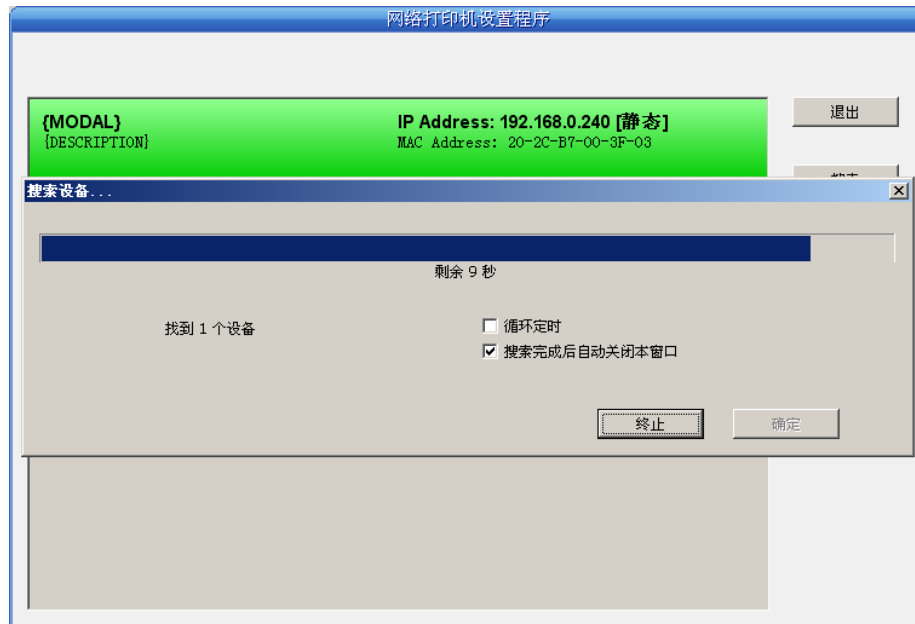 网络打印机设置程序
{MODAL}
IP Address: 192.168.0.240 [静态]
{DESCRIPTION}
MAC Address: 20-2C-B7-00-3F-03
退出
搜索设备...
剩余 9 秒
找到 1 个设备
循环定时
搜索完成后自动关闭本窗口
终止
确定